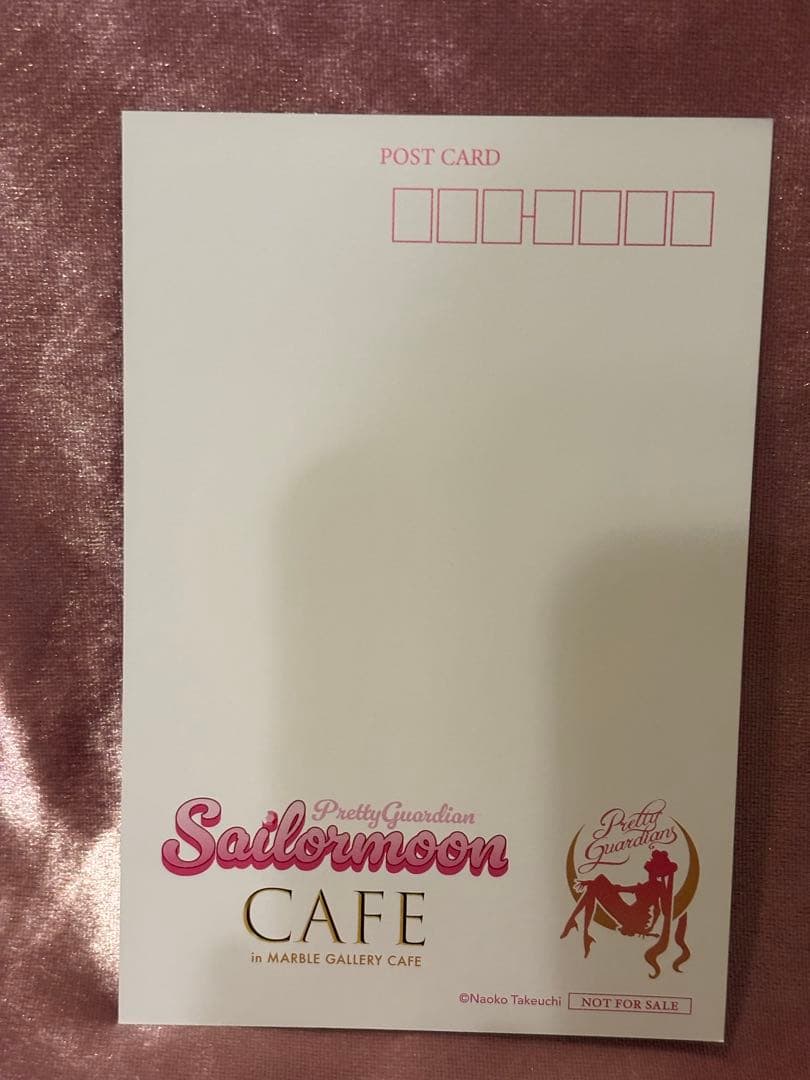 POST CARD
Pretty Guardian
Sailormoon
CAFE
in MARBLE GALLERY CAFE
Pretty
Guardians
©Naoko Takeuchi
NOT FOR SALE